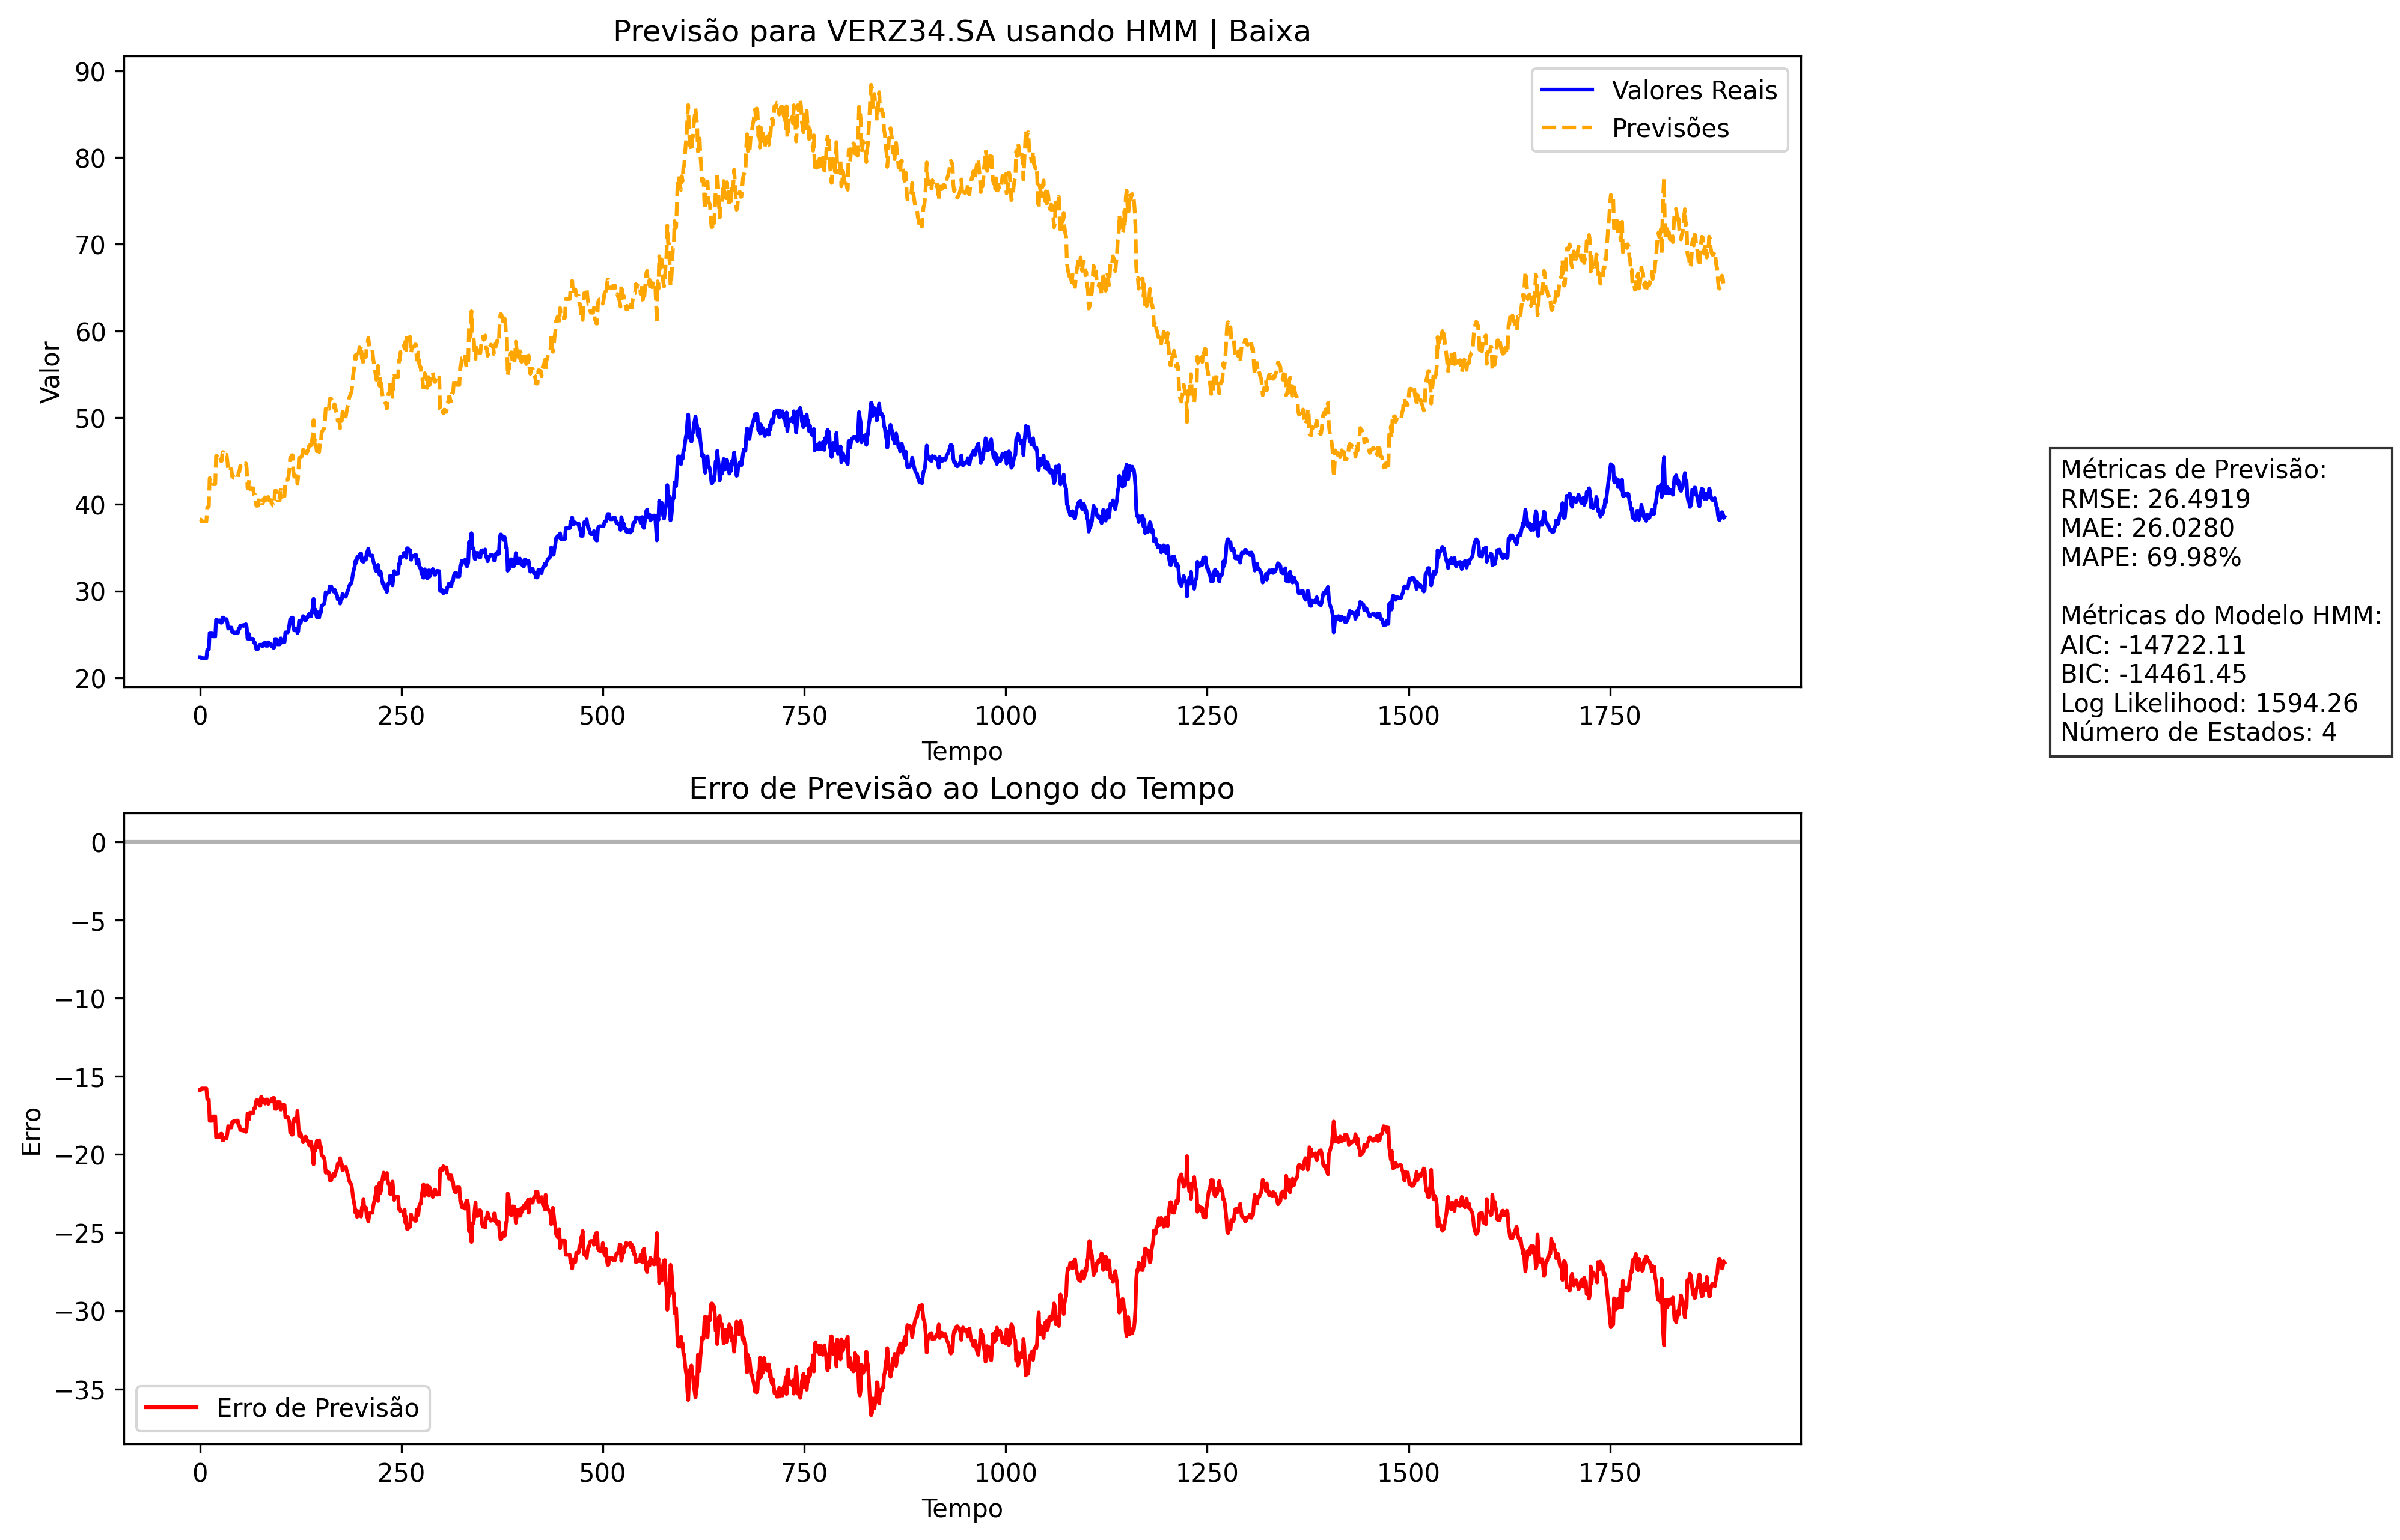 Previsão para VERZ34.SA usando HMM | Baixa
90
80
70
60
50
40
30
20
Valor
Valores Reais
Previsões
0 250 500 750 1000 1250 1500 1750
Tempo
Métricas de Previsão:
RMSE: 26.4919
MAE: 26.0280
MAPE: 69.98%
Métricas do Modelo HMM:
AIC: -14722.11
BIC: -14461.45
Log Likelihood: 1594.26
Número de Estados: 4
Erro de Previsão ao Longo do Tempo
0
−5
−10
−15
−20
−25
−30
−35
Erro
Erro de Previsão
0 250 500 750 1000 1250 1500 1750
Tempo